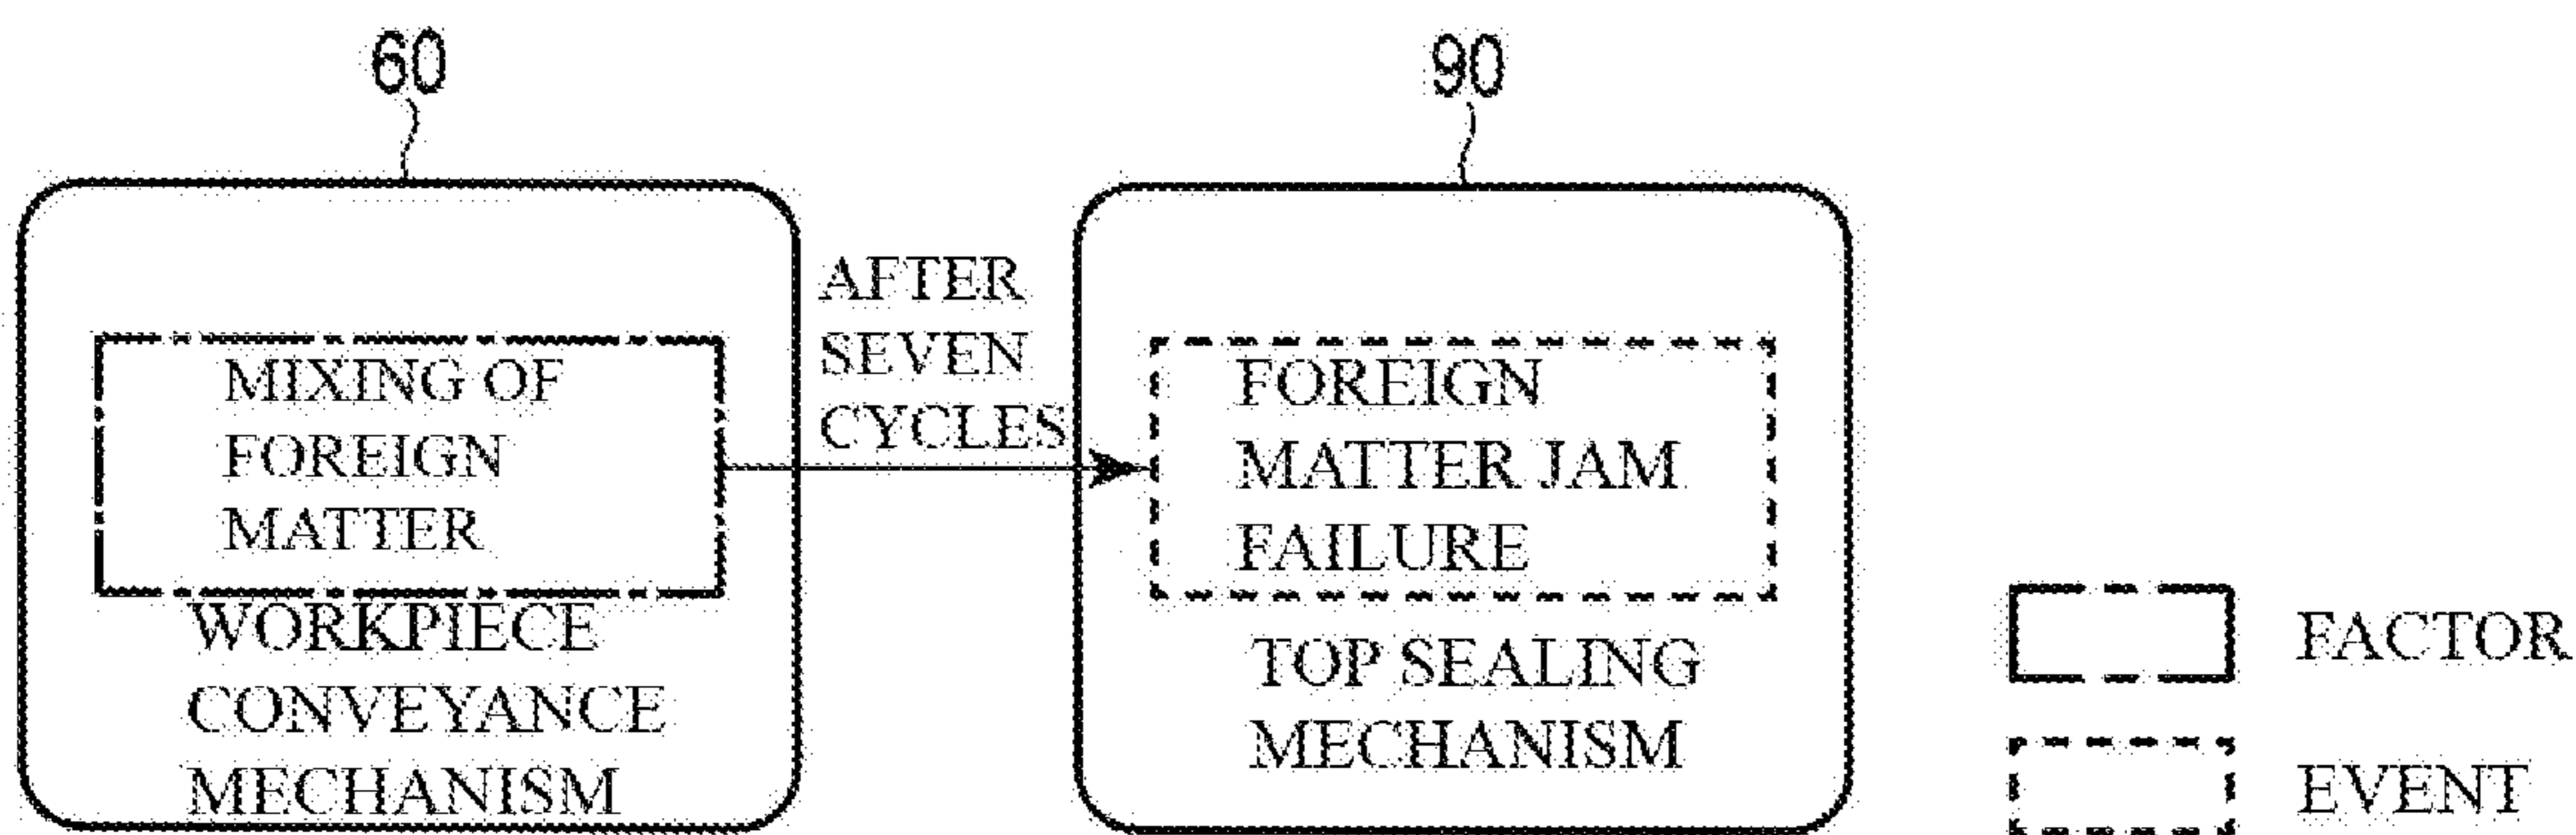 60
90
AFTER
SEVEN
CYCLES
MIXING OF
FOREIGN
MATTER
WORKPIECE
CONVEYANCE
MECHANISM
FOREIGN
MATTER JAM
FAILURE
TOP SEALING
MECHANISM
FACTOR
EVENT